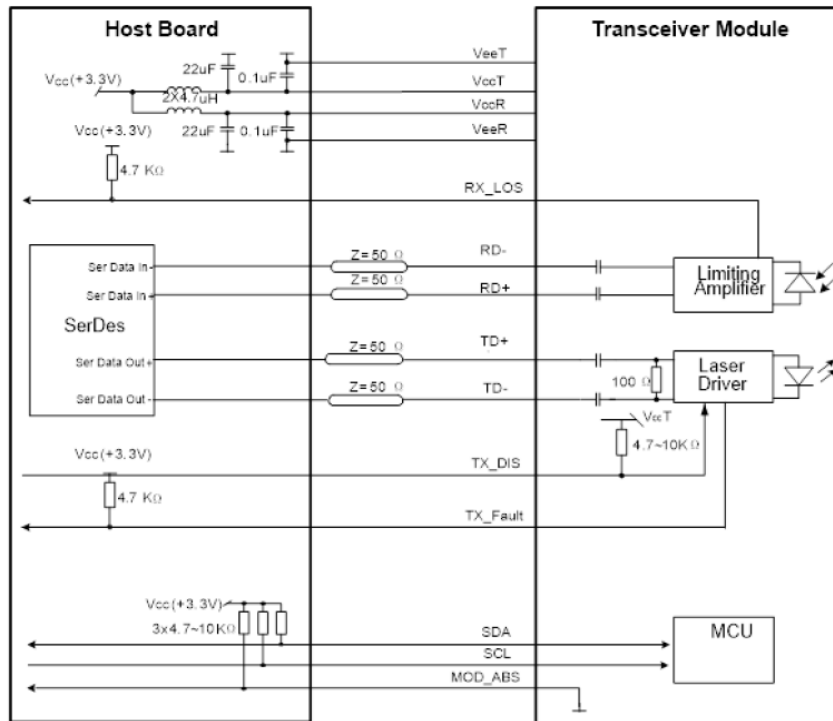 Host Board
Transceiver Module
VeeT
22uF
0.1uF
Vcc(+3.3V)
VccT
2X4.7uH
VccR
Vcc(+3.3V)
22uF
0.1uF
VeeR
4.7 KΩ
RX_LOS
Z=50 Ω
RD-
Ser Data In-
Limiting
Amplifier
Z=50 Ω
RD+
Ser Data In+
SerDes
TD+
Z=50 Ω
Ser Data Out+
Laser
Driver
100 Ω
Z=50 Ω
TD-
Ser Data Out-
VccT
4.7~10KΩ
Vcc(+3.3V)
TX_DIS
4.7 KΩ
TX_Fault
Vcc(+3.3V)
3x4.7~10KΩ
SDA
MCU
SCL
MOD_ABS